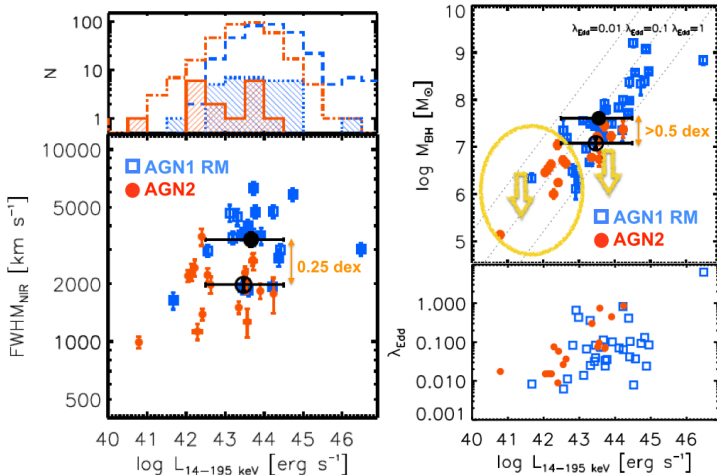 100
10
1
N
10000
5000
2000
1000
500
FWHM_NIR [km s⁻¹]
AGN1 RM
AGN2
0.25 dex
40 41 42 43 44 45 46
log L_14−195 keV [erg s⁻¹]
10
9
8
7
6
5
log M_BH [M_⊙]
λ_Edd=0.01 λ_Edd=0.1 λ_Edd=1
>0.5 dex
AGN1 RM
AGN2
1.000
0.100
0.010
0.001
λ_Edd
40 41 42 43 44 45 46
log L_14−195 keV [erg s⁻¹]